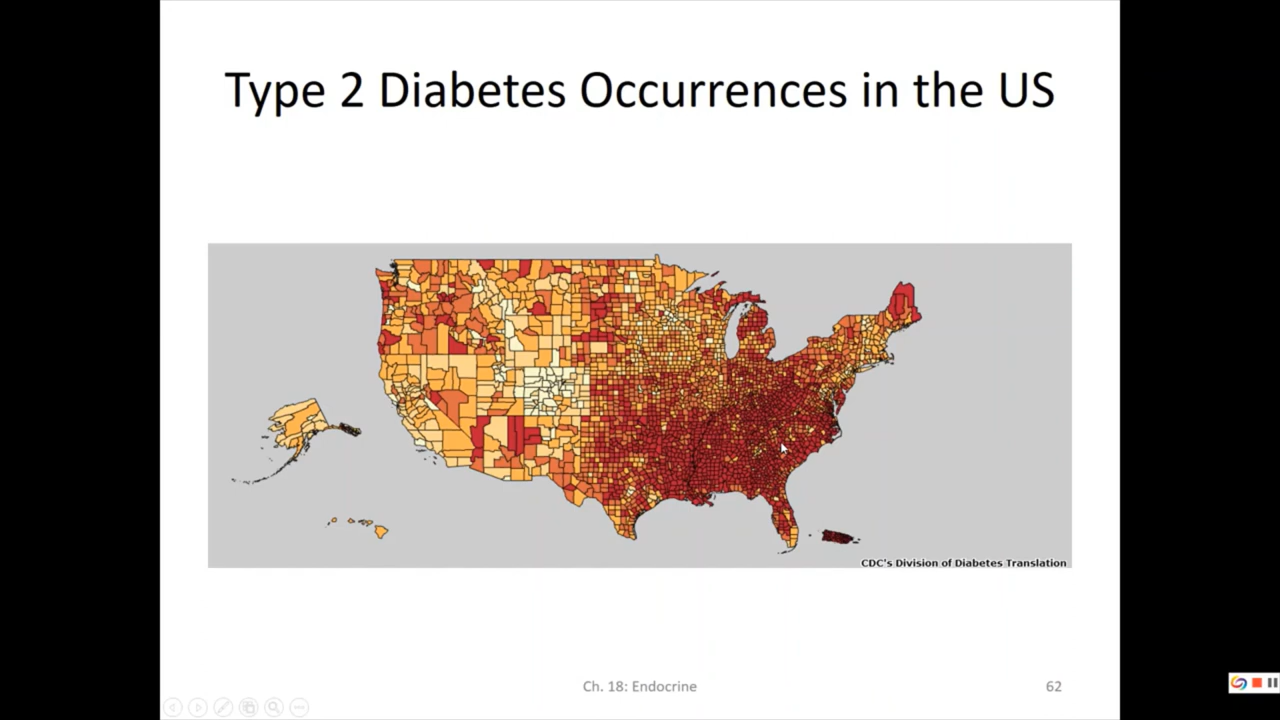 Type 2 Diabetes Occurrences in the US
CDC's Division of Diabetes Translation
Ch. 18: Endocrine
62